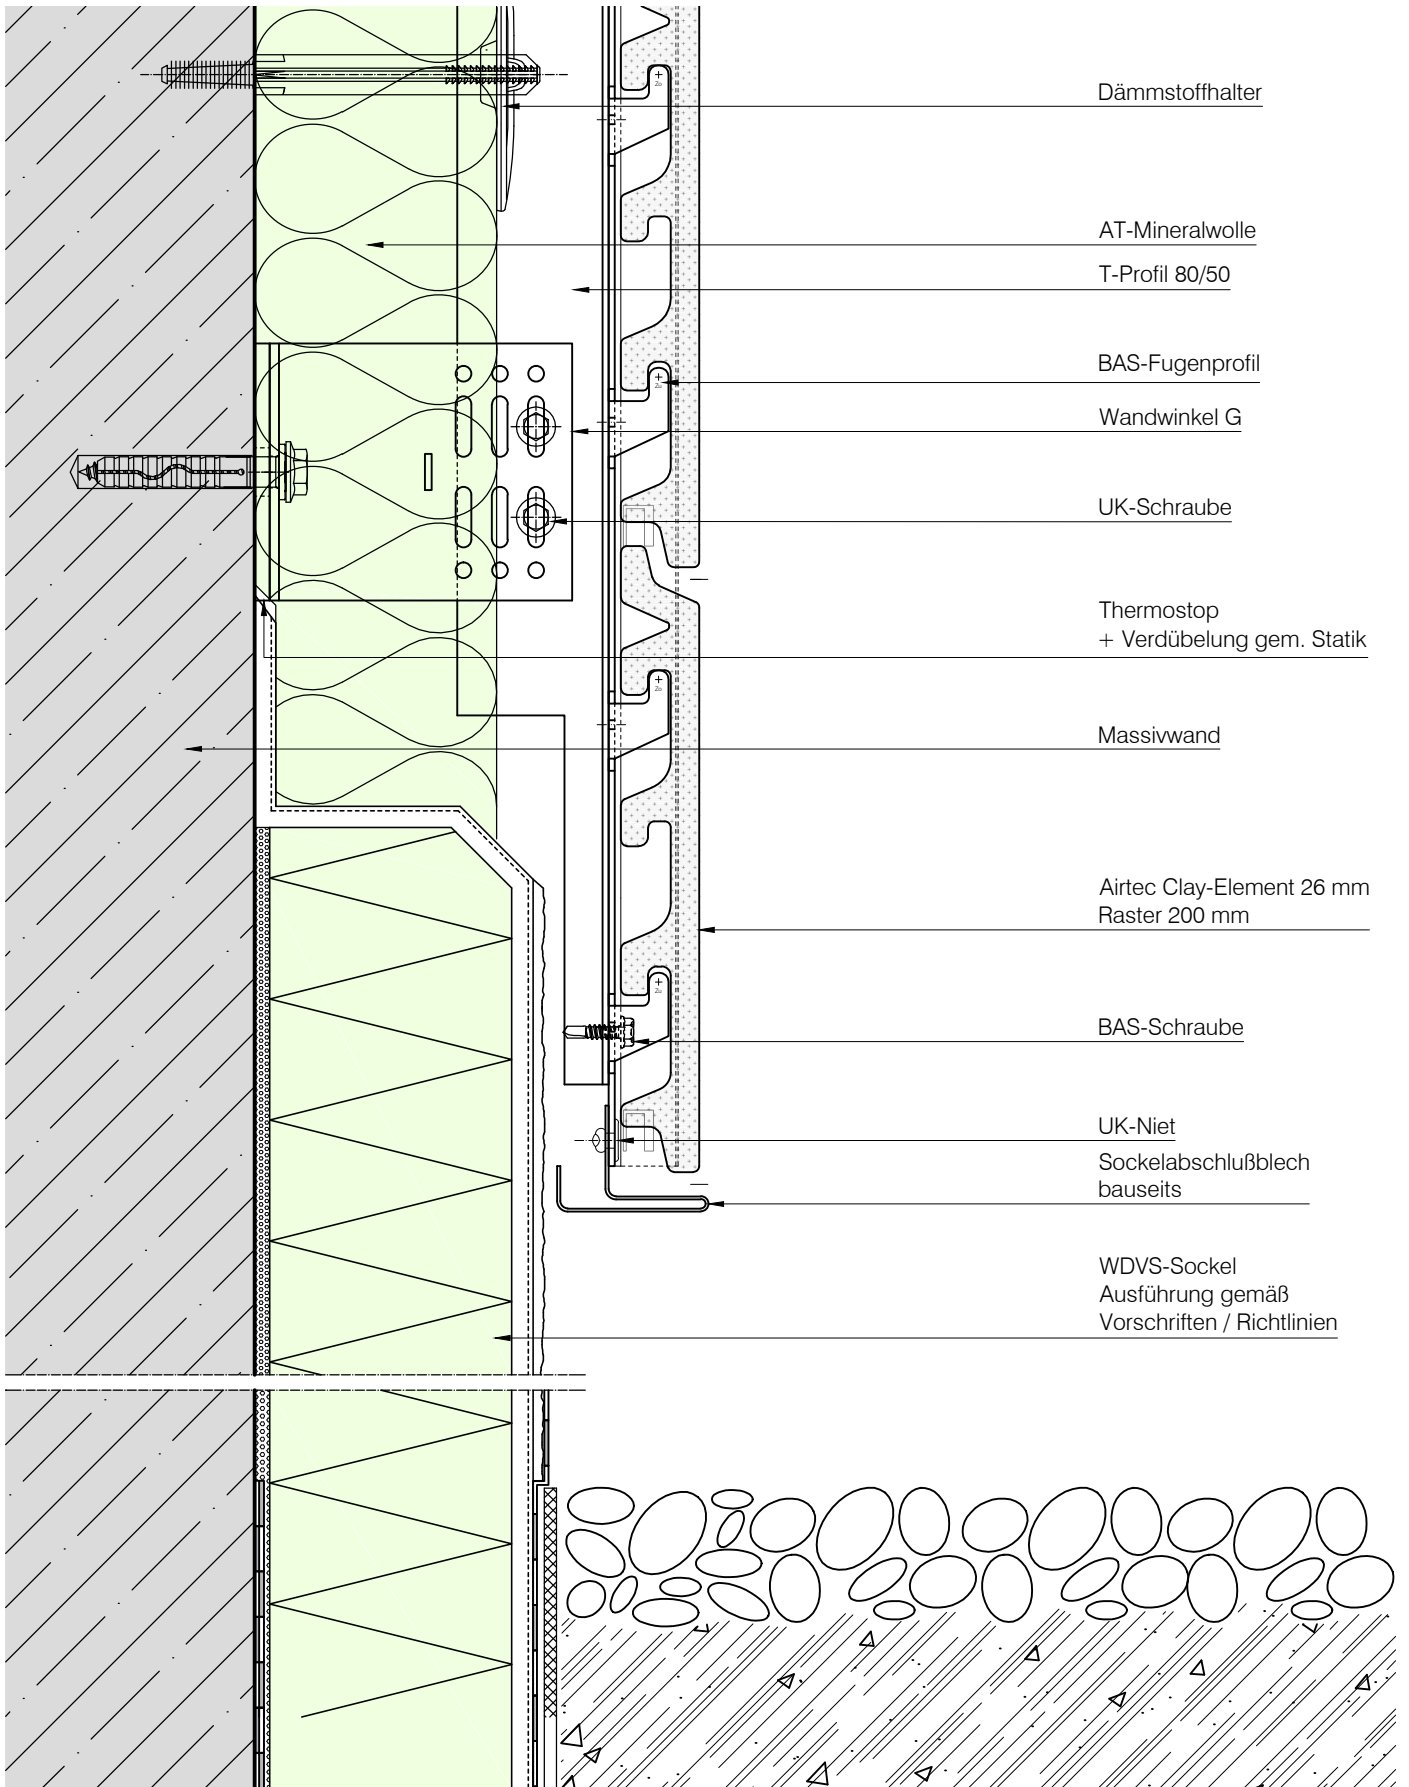 Dämmstoffhalter
AT-Mineralwolle
T-Profil 80/50
BAS-Fugenprofil
Wandwinkel G
UK-Schraube
Thermostop
+ Verdübelung gem. Statik
Massivwand
Airtec Clay-Element 26 mm
Raster 200 mm
BAS-Schraube
UK-Niet
Sockelabschlußblech
bauseits
WDVS-Sockel
Ausführung gemäß
Vorschriften / Richtlinien